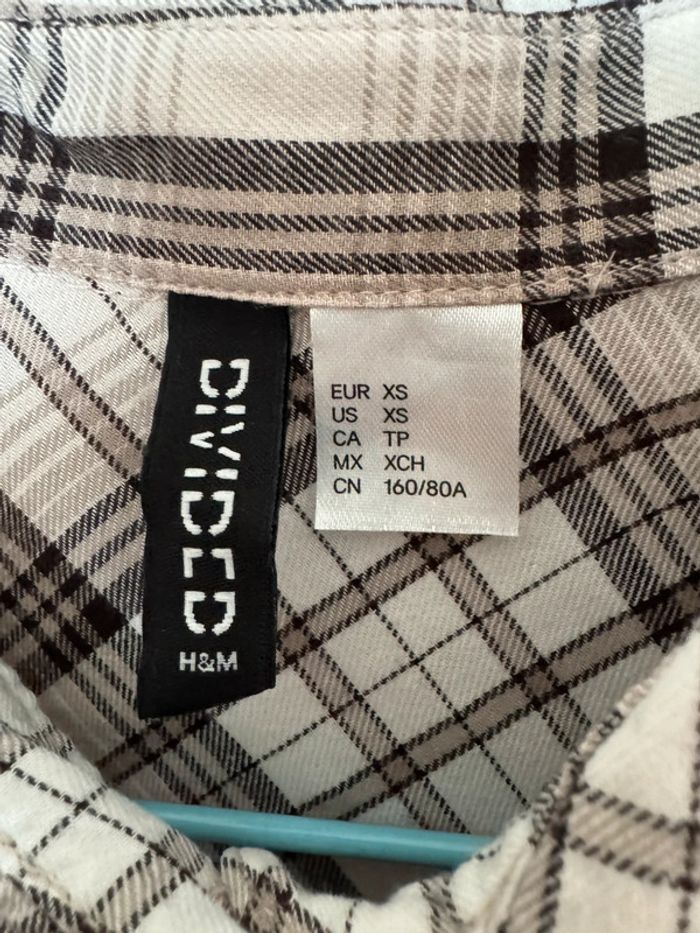 DIVIDED
H&M
EUR XS
US XS
CA TP
MX XCH
CN 160/80A